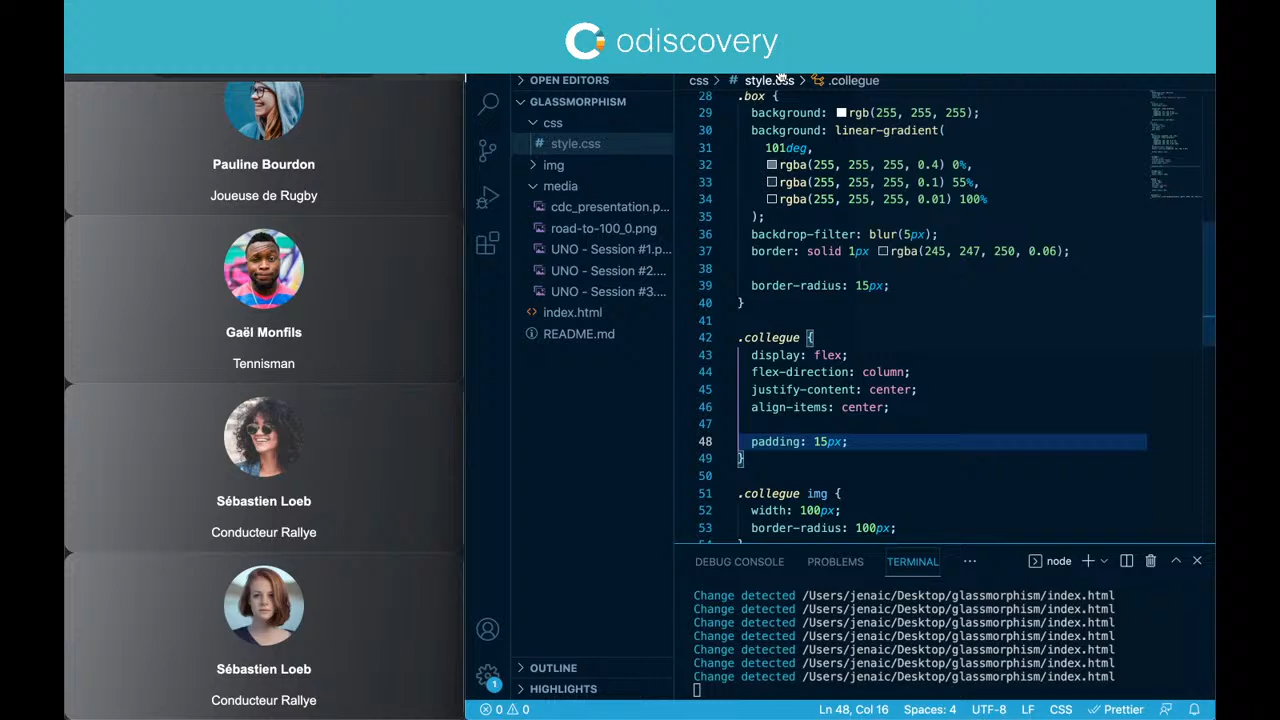 odiscovery
Pauline Bourdon
Joueuse de Rugby
Gaël Monfils
Tennisman
Sébastien Loeb
Conducteur Rallye
Sébastien Loeb
Conducteur Rallye
OPEN EDITORS
GLASSMORPHISM
css
# style.css
img
media
cdc_presentation.p...
road-to-100_0.png
UNO - Session #1.p...
UNO - Session #2....
UNO - Session #3....
<> index.html
README.md
OUTLINE
HIGHLIGHTS
1
css > # style.css > .collegue
28 .box {
29 background: rgb(255, 255, 255);
30 background: linear-gradient(
31 101deg,
32 rgba(255, 255, 255, 0.4) 0%,
33 rgba(255, 255, 255, 0.1) 55%,
34 rgba(255, 255, 255, 0.01) 100%
35 );
36 backdrop-filter: blur(5px);
37 border: solid 1px rgba(245, 247, 250, 0.06);
38
39 border-radius: 15px;
40 }
41
42 .collegue {
43 display: flex;
44 flex-direction: column;
45 justify-content: center;
46 align-items: center;
47
48 padding: 15px;
49 }
50
51 .collegue img {
52 width: 100px;
53 border-radius: 100px;
DEBUG CONSOLE PROBLEMS TERMINAL ... node
Change detected /Users/jenaic/Desktop/glassmorphism/index.html
Change detected /Users/jenaic/Desktop/glassmorphism/index.html
Change detected /Users/jenaic/Desktop/glassmorphism/index.html
Change detected /Users/jenaic/Desktop/glassmorphism/index.html
Change detected /Users/jenaic/Desktop/glassmorphism/index.html
Change detected /Users/jenaic/Desktop/glassmorphism/index.html
Change detected /Users/jenaic/Desktop/glassmorphism/index.html
0 0 Ln 48, Col 16 Spaces: 4 UTF-8 LF CSS Prettier